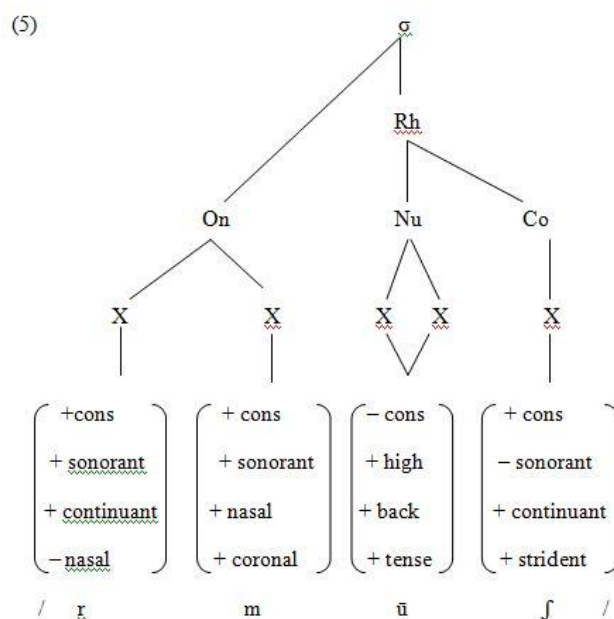 (5)
σ
Rh
On Nu Co
X X X X X
+cons + cons – cons + cons
+ sonorant + sonorant + high – sonorant
+ continuant + nasal + back + continuant
– nasal + coronal + tense + strident
/ r m ū ʃ /